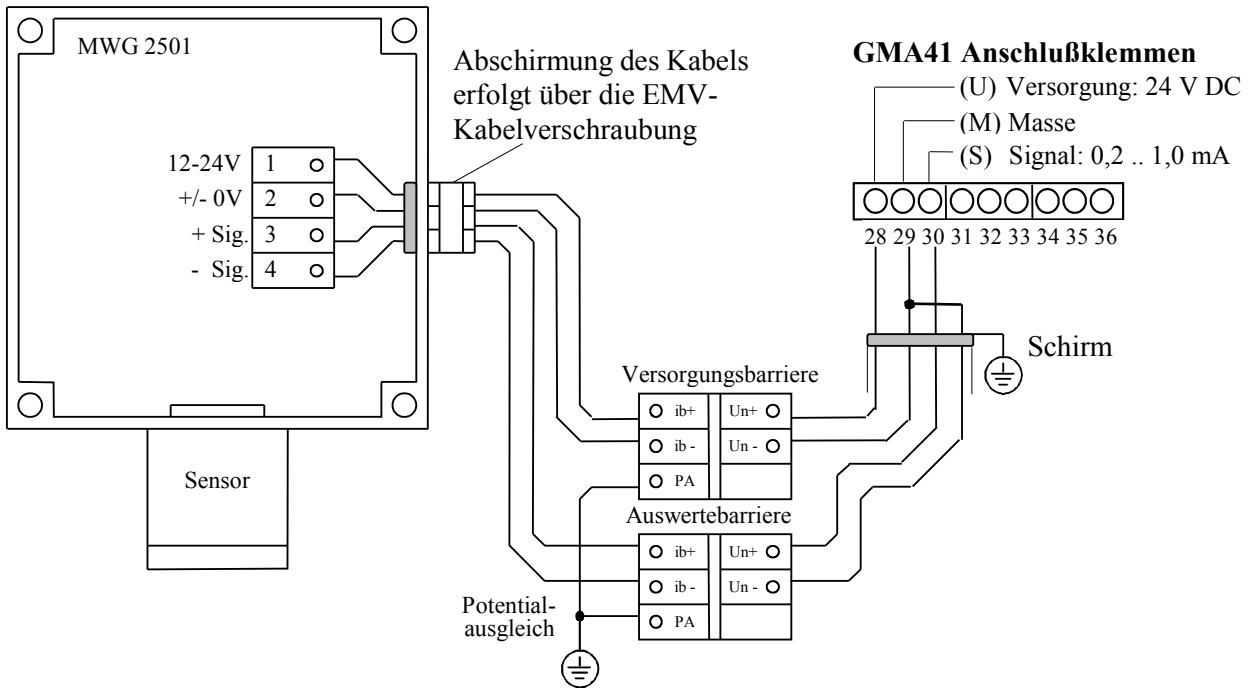 MWG 2501
12-24V 1
+/- 0V 2
+ Sig. 3
- Sig. 4
Sensor
Abschirmung des Kabels
erfolgt über die EMV-
Kabelverschraubung
GMA41 Anschlußklemmen
(U) Versorgung: 24 V DC
(M) Masse
(S) Signal: 0,2 .. 1,0 mA
28 29 30 31 32 33 34 35 36
Schirm
Versorgungsbarriere
ib+ Un+
ib - Un -
PA
Auswertebarriere
ib+ Un+
ib - Un -
PA
Potential-
ausgleich